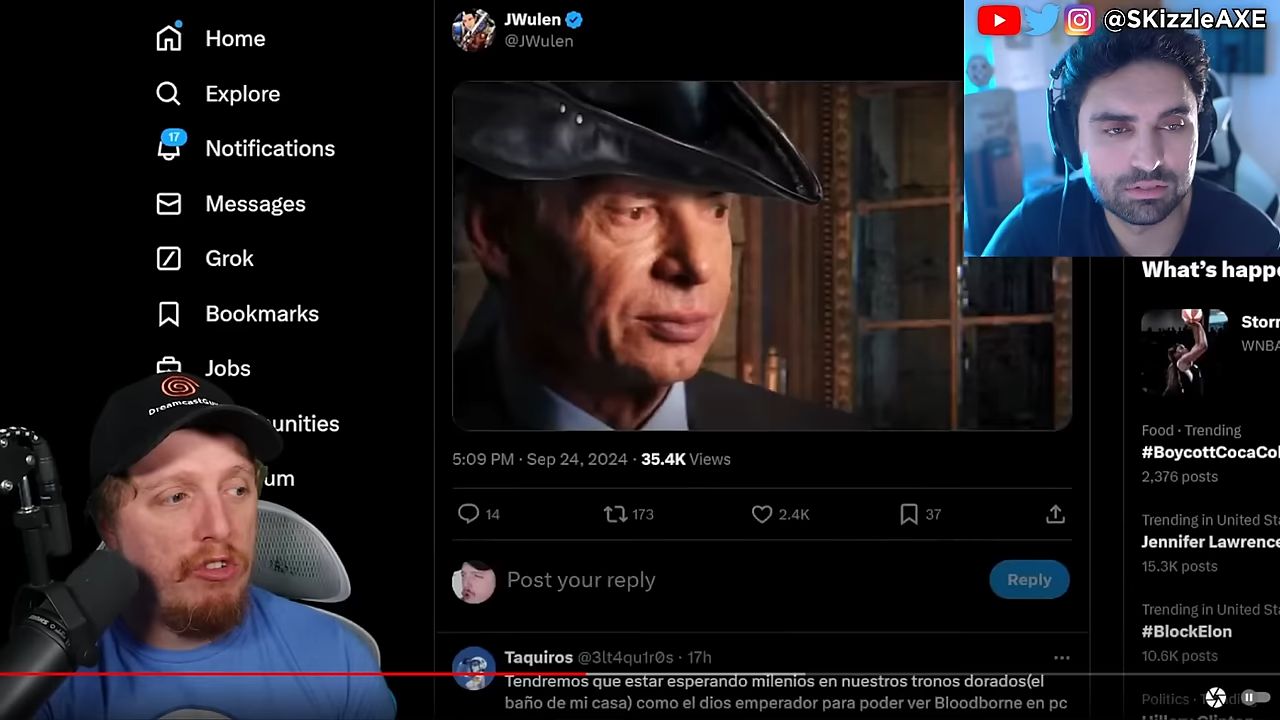 @SKizzleAXE
Home
Explore
17
Notifications
Messages
Grok
Bookmarks
Jobs
unities
um
JWulen
@JWulen
5:09 PM · Sep 24, 2024 · 35.4K Views
14
173
2.4K
37
Post your reply
Reply
Taquiros @3lt4qu1r0s · 17h
Tendremos que estar esperando milenios en nuestros tronos dorados(el
baño de mi casa) como el dios emperador para poder ver Bloodborne en pc
What's happe
Stor
WNBA
Food · Trending
#BoycottCocaCol
2,376 posts
Trending in United St
Jennifer Lawrence
15.3K posts
Trending in United St
#BlockElon
10.6K posts
Politics ·